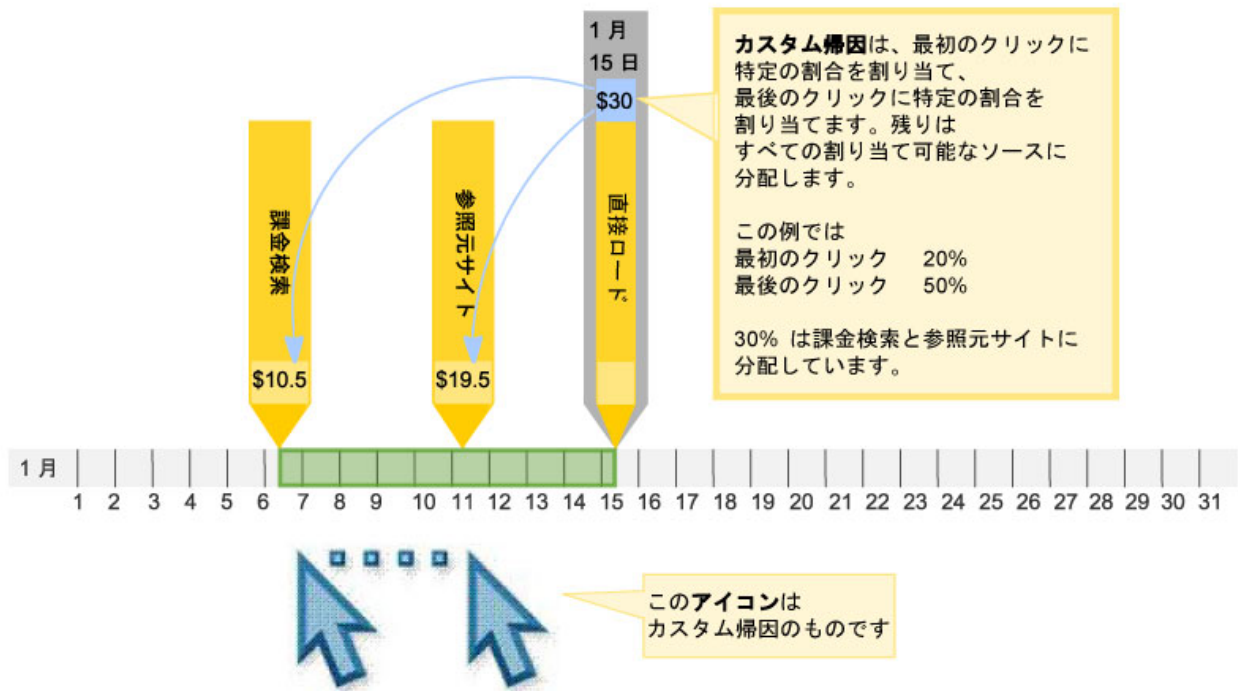 1 月
15 日
$30
課金検索
参照元サイト
直接ロード
$10.5
$19.5
カスタム帰因は、最初のクリックに
特定の割合を割り当て、
最後のクリックに特定の割合を
割り当てます。残りは
すべての割り当て可能なソースに
分配します。
この例では
最初のクリック 20%
最後のクリック 50%
30% は課金検索と参照元サイトに
分配しています。
1 月
1 2 3 4 5 6 7 8 9 10 11 12 13 14 15 16 17 18 19 20 21 22 23 24 25 26 27 28 29 30 31
このアイコンは
カスタム帰因のものです